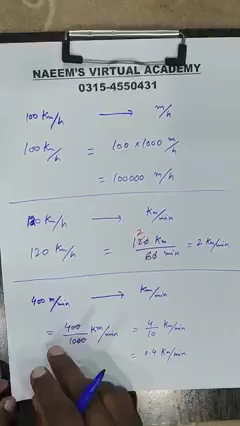 NAEEM'S VIRTUAL ACADEMY
0315-4550431
100 Km/h → m/h
100 Km/h = 100 × 1000 m/h
= 100000 m/h
120 Km/h → Km/min
120 Km/h = 2 120 Km / 60 min = 2 Km/min
400 m/min → Km/min
= 400/1000 Km/min = 4/10 Km/min
= 0.4 Km/min